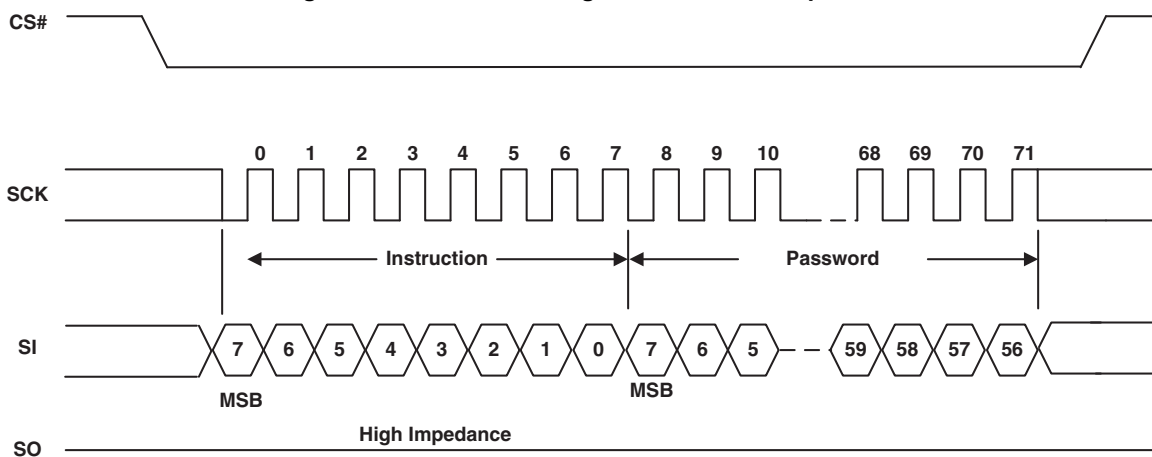 CS#
0 1 2 3 4 5 6 7 8 9 10 68 69 70 71
SCK
Instruction Password
SI 7 6 5 4 3 2 1 0 7 6 5 59 58 57 56
MSB MSB
High Impedance
SO